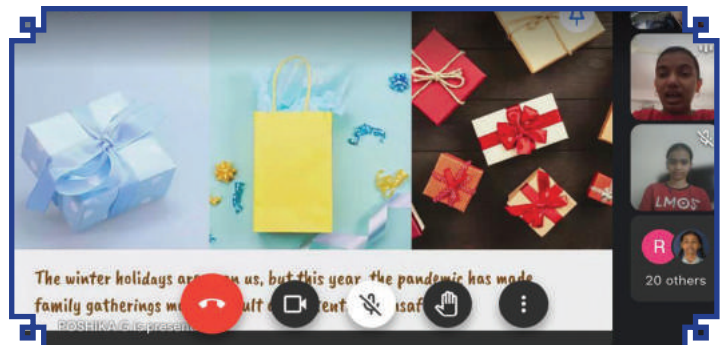 The winter holidays are upon us, but this year, the pandemic has made
family gatherings
POSHIKA G is presenting
R
LMOS
20 others